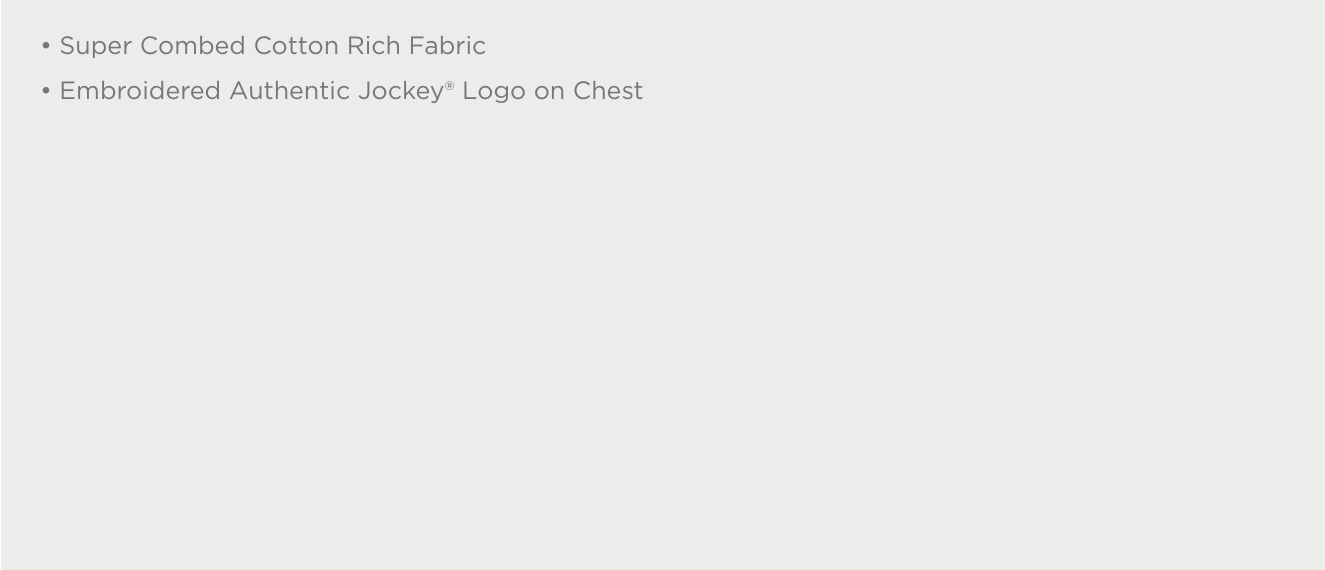 • Super Combed Cotton Rich Fabric
• Embroidered Authentic Jockey® Logo on Chest